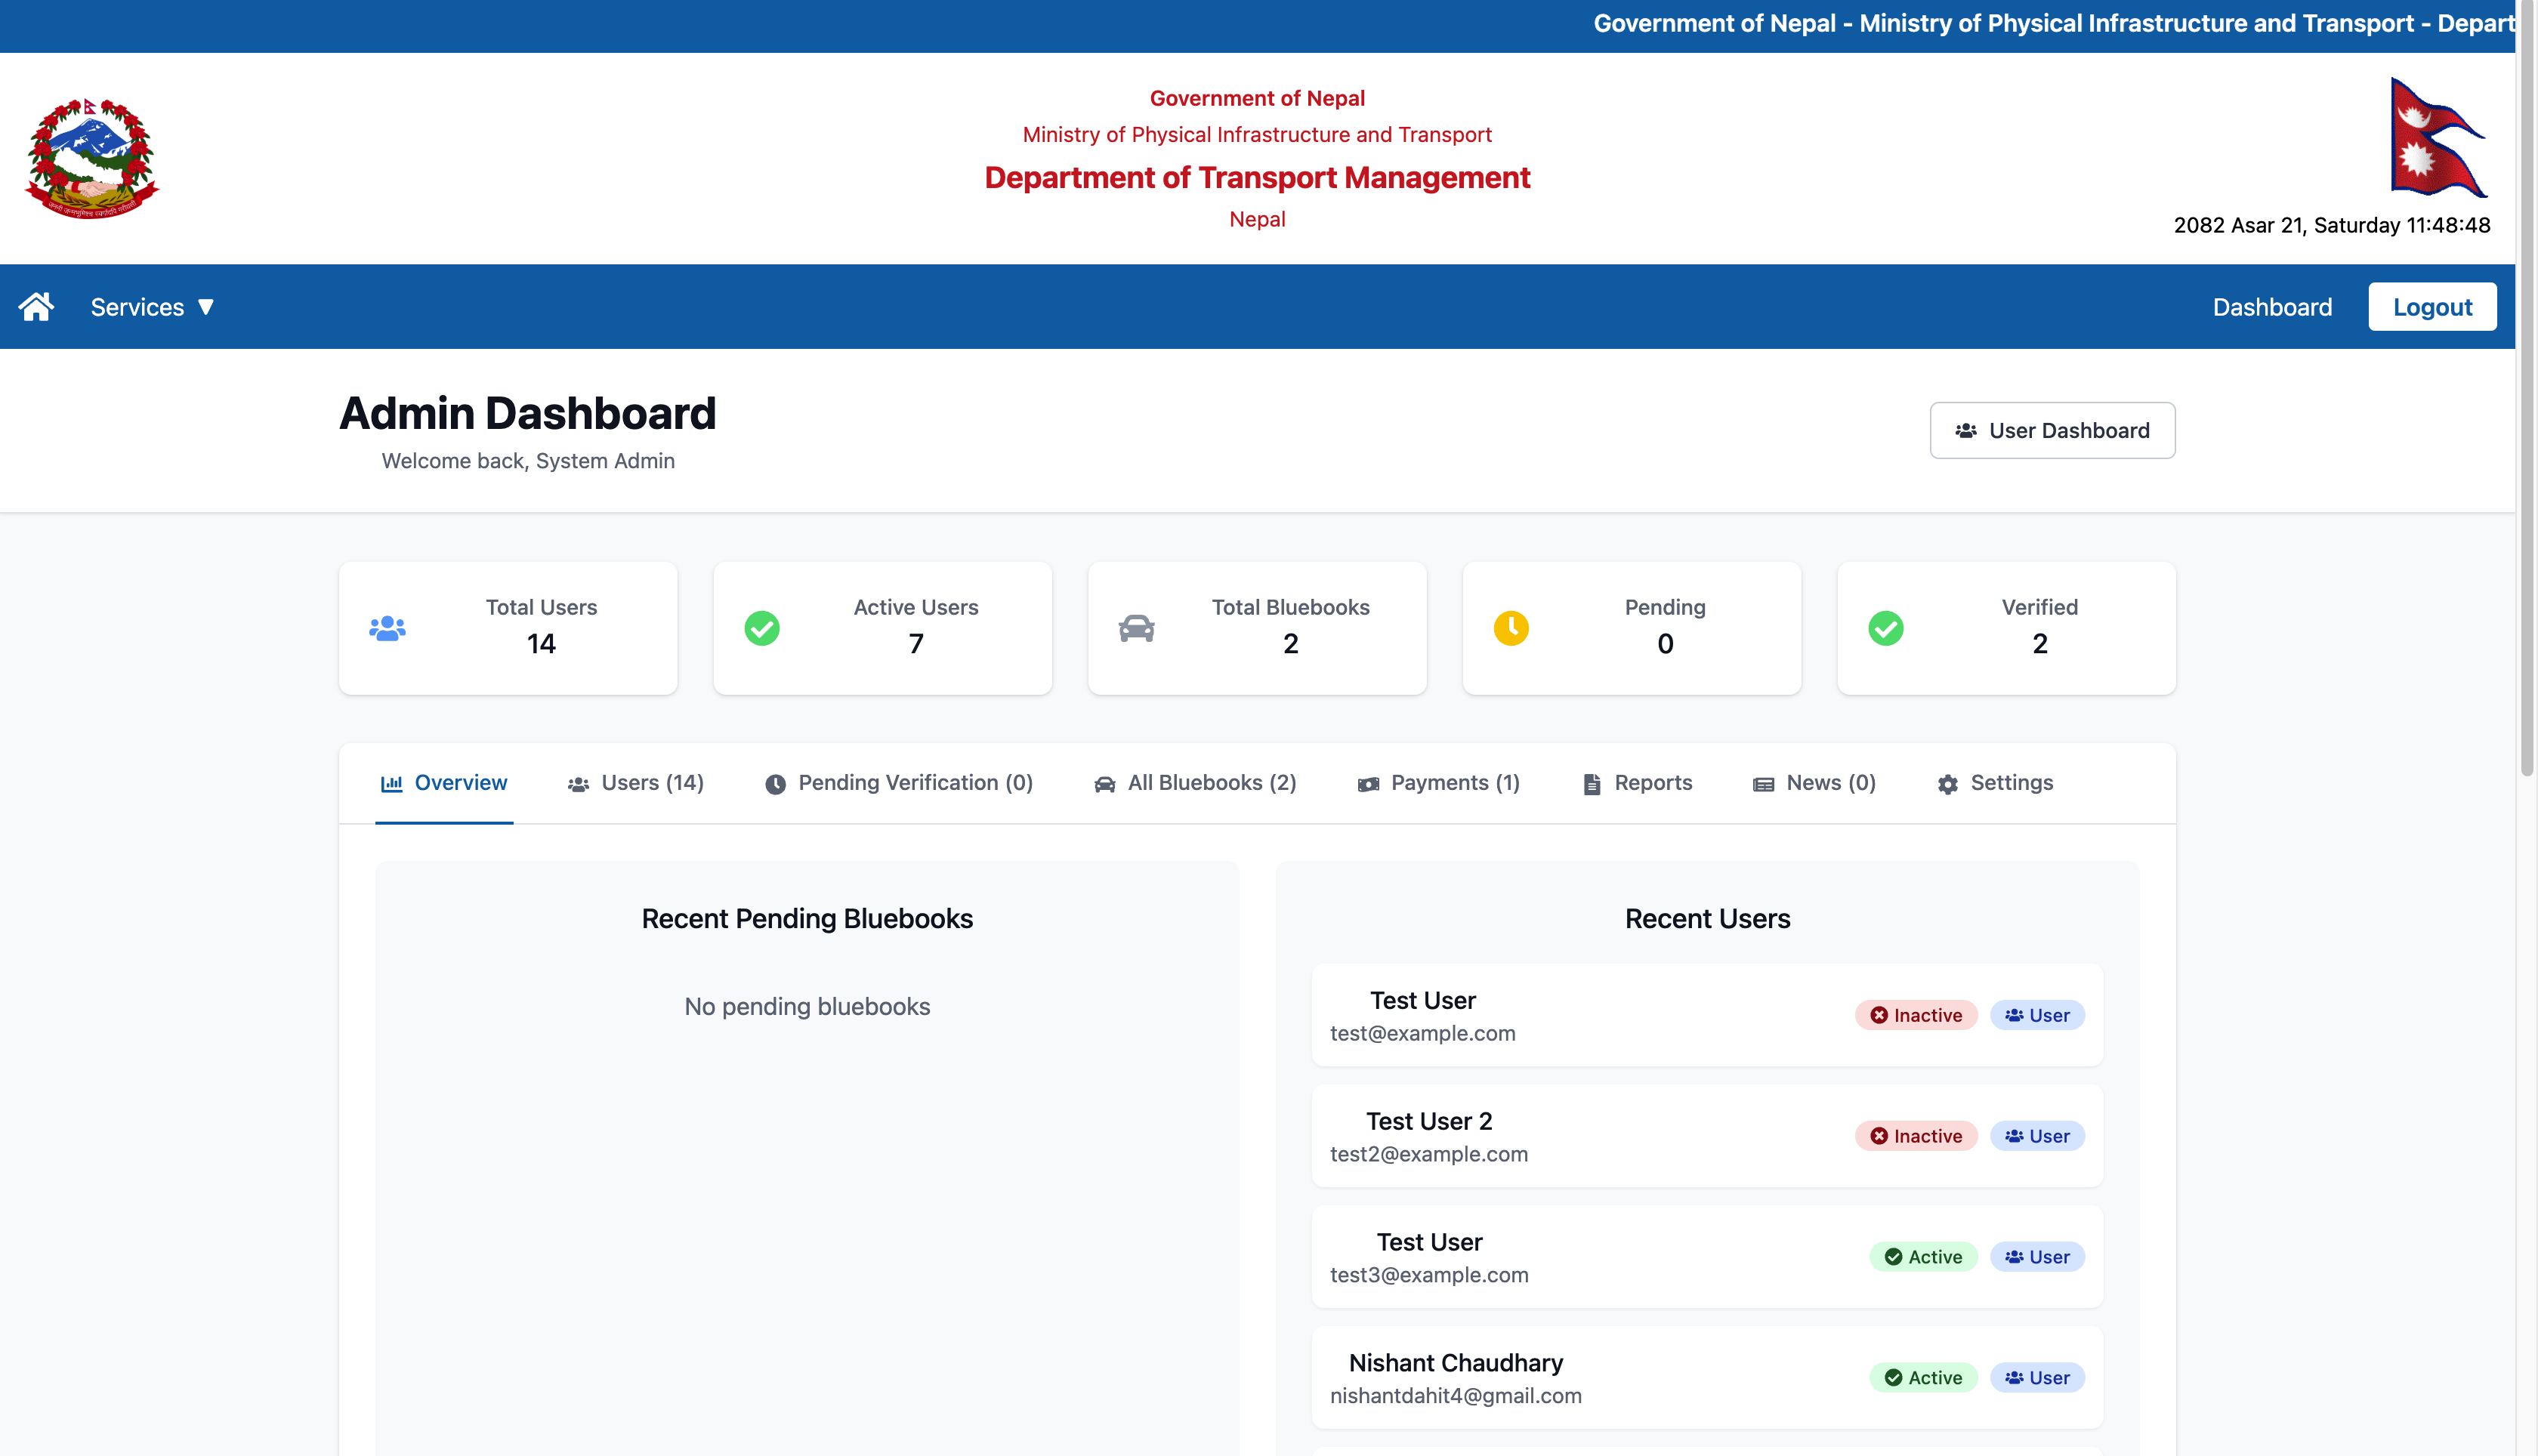 Government of Nepal - Ministry of Physical Infrastructure and Transport - Depart
Government of Nepal
Ministry of Physical Infrastructure and Transport
Department of Transport Management
Nepal
2082 Asar 21, Saturday 11:48:48
Services ▼
Dashboard
Logout
Admin Dashboard
Welcome back, System Admin
User Dashboard
Total Users
14
Active Users
7
Total Bluebooks
2
Pending
0
Verified
2
Overview
Users (14)
Pending Verification (0)
All Bluebooks (2)
Payments (1)
Reports
News (0)
Settings
Recent Pending Bluebooks
No pending bluebooks
Recent Users
Test User
test@example.com
Inactive
User
Test User 2
test2@example.com
Inactive
User
Test User
test3@example.com
Active
User
Nishant Chaudhary
nishantdahit4@gmail.com
Active
User